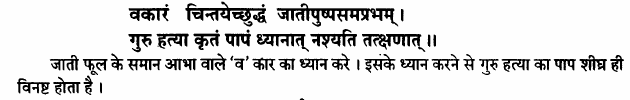 वकारं चिन्तयेच्छुद्धं जातीपुष्पसमप्रभम् ।
गुरु हत्या कृतं पापं ध्यानात् नश्यति तत्क्षणात् ।।
जाती फूल के समान आभा वाले ‘व’ कार का ध्यान करे । इसके ध्यान करने से गुरु हत्या का पाप शीघ्र ही
विनष्ट होता है ।